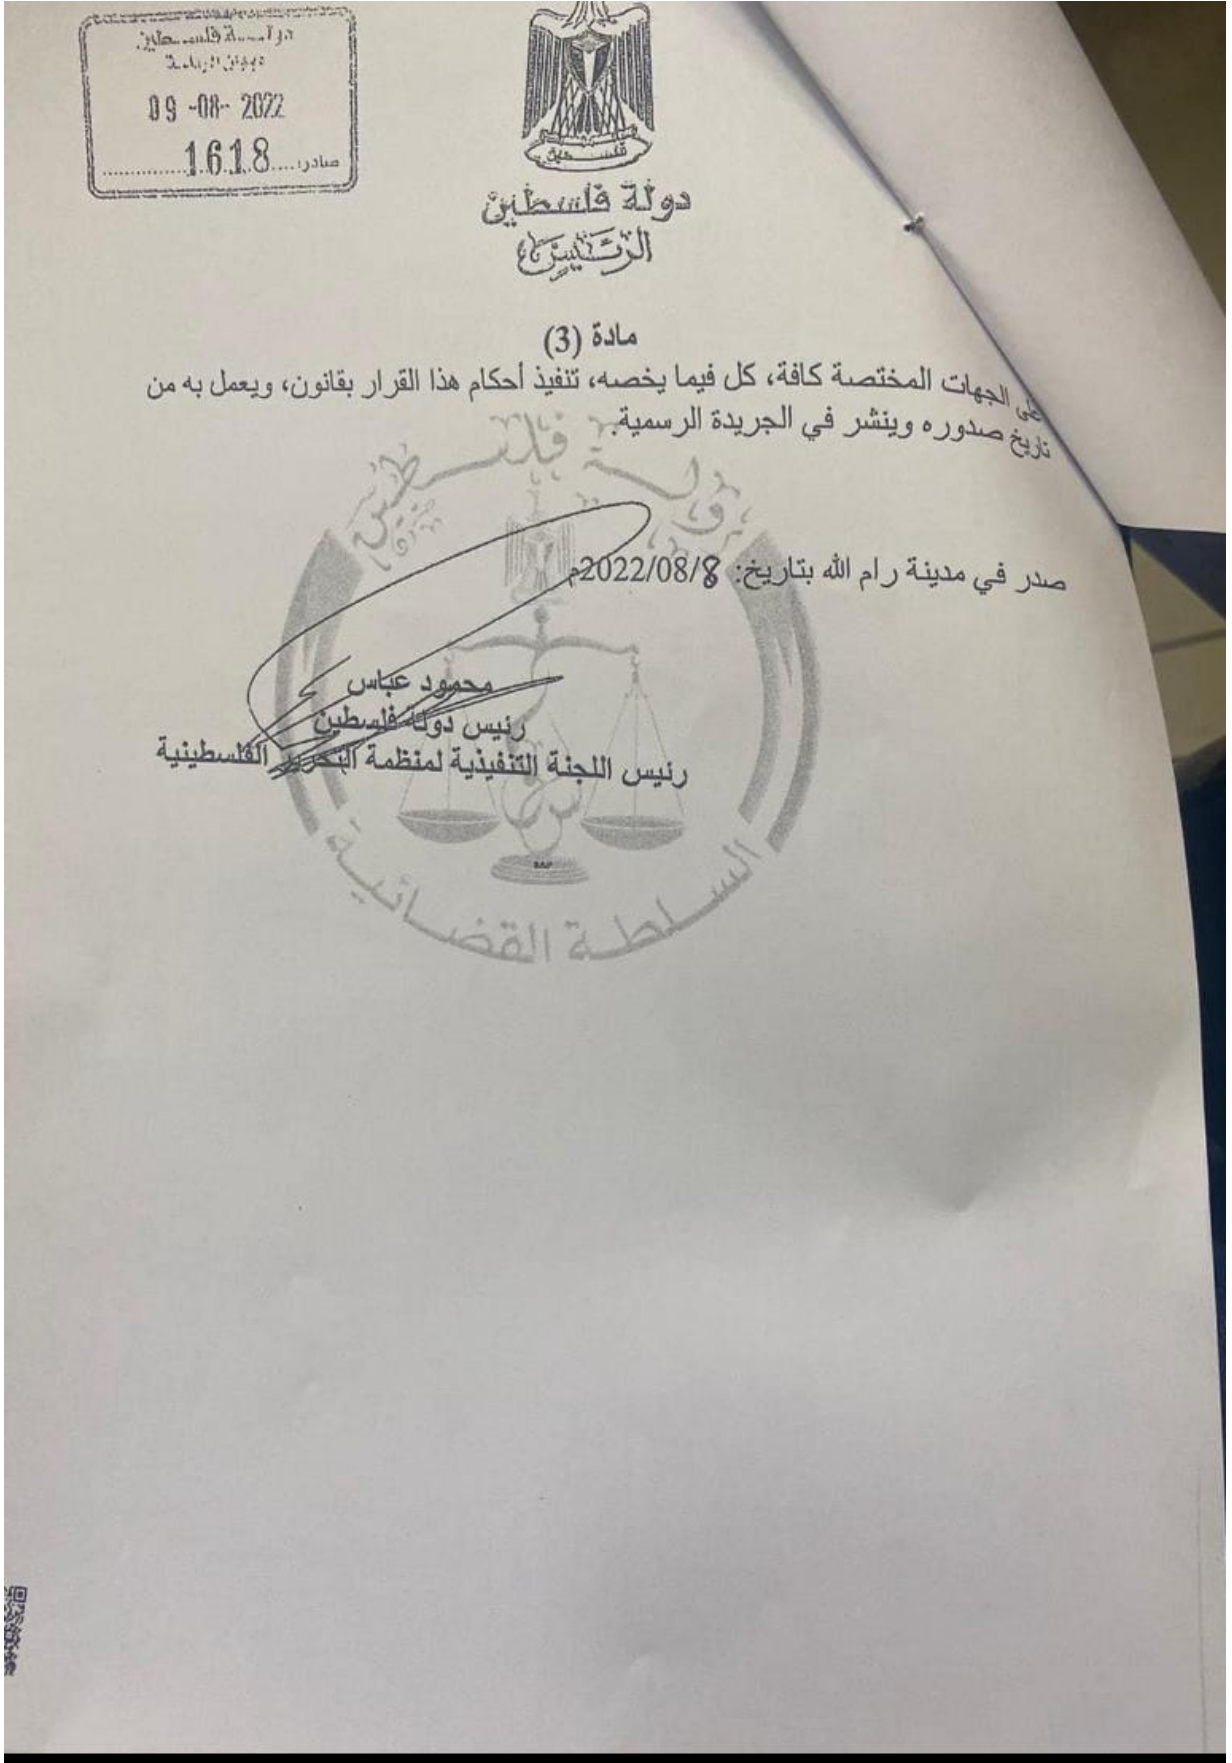 دولة فلسطين
ديوان الرئاسة
09 -08- 2022
صادر:....1618....
فلسطين
دولة فلسطين
الرئيس
مادة (3)
على الجهات المختصة كافة، كل فيما يخصه، تنفيذ أحكام هذا القرار بقانون، ويعمل به من
تاريخ صدوره وينشر في الجريدة الرسمية.
صدر في مدينة رام الله بتاريخ: 2022/08/8م
محمود عباس
رئيس دولة فلسطين
رئيس اللجنة التنفيذية لمنظمة التحرير الفلسطينية
دولة فلسطين
السلطة القضائية